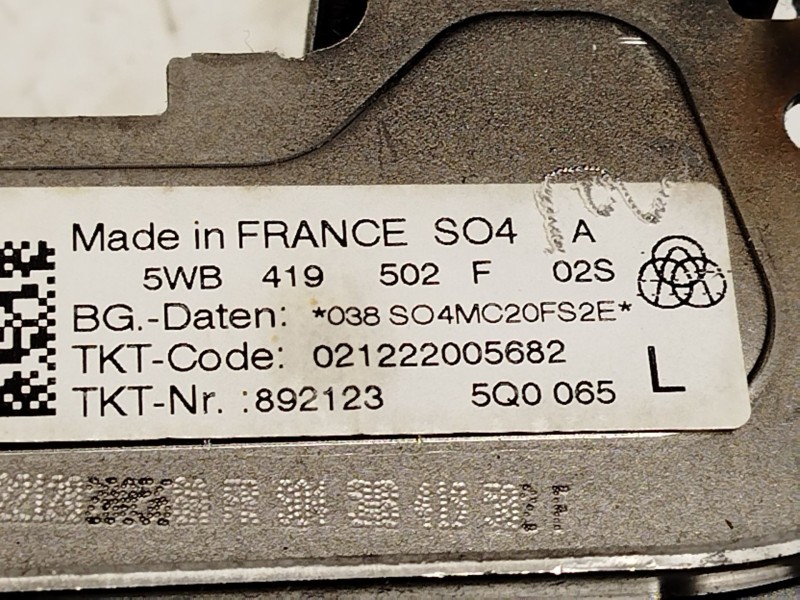 Made in FRANCE SO4 A
5WB 419 502 F 02S
BG.-Daten: *038 SO4MC20FS2E*
TKT-Code: 021222005682
TKT-Nr. :892123 5Q0 065
L